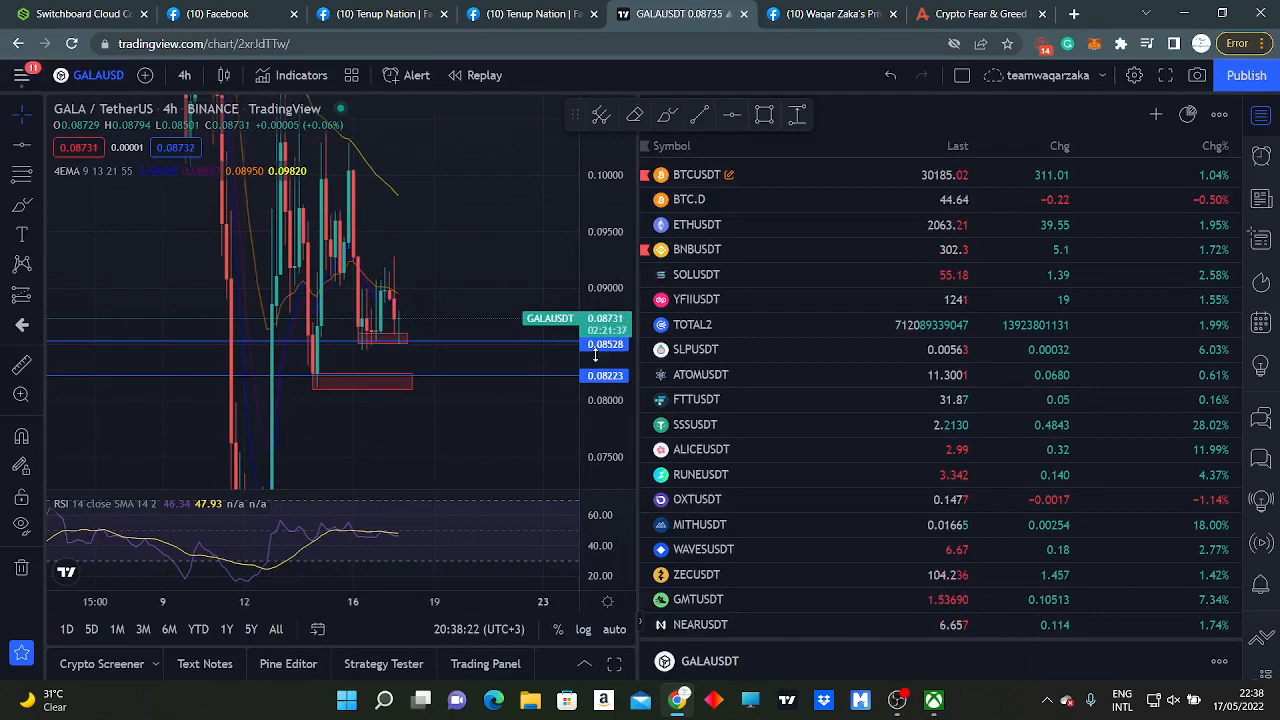 Switchboard Cloud C
(10) Facebook
(10) Tenup Nation | Fa
(10) Tenup Nation | Fa
GALAUSD 0.08735
(10) Waqar Zaka's Pri
Crypto Fear & Greed
tradingview.com/chart/2xrJdTTw/
14
Error
11
GALAUSD
4h
Indicators
Alert
Replay
teamwaqarzaka
Publish
GALA / TetherUS · 4h · BINANCE · TradingView
O0.08729 H0.08794 L0.08501 C0.08731 +0.00005 (+0.06%)
0.08731 0.00001 0.08732
4EMA 9 13 21 55 0.08950 0.09820
0.10000
0.09500
0.09000
GALAUSDT 0.08731
02:21:37
0.08528
0.08223
0.08000
0.07500
RSI 14 close SMA 14 2 46.34 47.93 n/a n/a
60.00
40.00
20.00
15:00 9 12 16 19 23
1D 5D 1M 3M 6M YTD 1Y 5Y All
20:38:22 (UTC+3) % log auto
Crypto Screener Text Notes Pine Editor Strategy Tester Trading Panel
Symbol Last Chg Chg%
BTCUSDT 30185.02 311.01 1.04%
BTC.D 44.64 −0.22 −0.50%
ETHUSDT 2063.21 39.55 1.95%
BNBUSDT 302.3 5.1 1.72%
SOLUSDT 55.18 1.39 2.58%
YFIIUSDT 1241 19 1.55%
TOTAL2 712089339047 13923801131 1.99%
SLPUSDT 0.00563 0.00032 6.03%
ATOMUSDT 11.3001 0.0680 0.61%
FTTUSDT 31.87 0.05 0.16%
SSSUSDT 2.2130 0.4843 28.02%
ALICEUSDT 2.99 0.32 11.99%
RUNEUSDT 3.342 0.140 4.37%
OXTUSDT 0.1477 −0.0017 −1.14%
MITHUSDT 0.01665 0.00254 18.00%
WAVESUSDT 6.67 0.18 2.77%
ZECUSDT 104.236 1.457 1.42%
GMTUSDT 1.53690 0.10513 7.34%
NEARUSDT 6.657 0.114 1.74%
GALAUSDT
31°C
Clear
ENG
INTL
22:38
17/05/2022